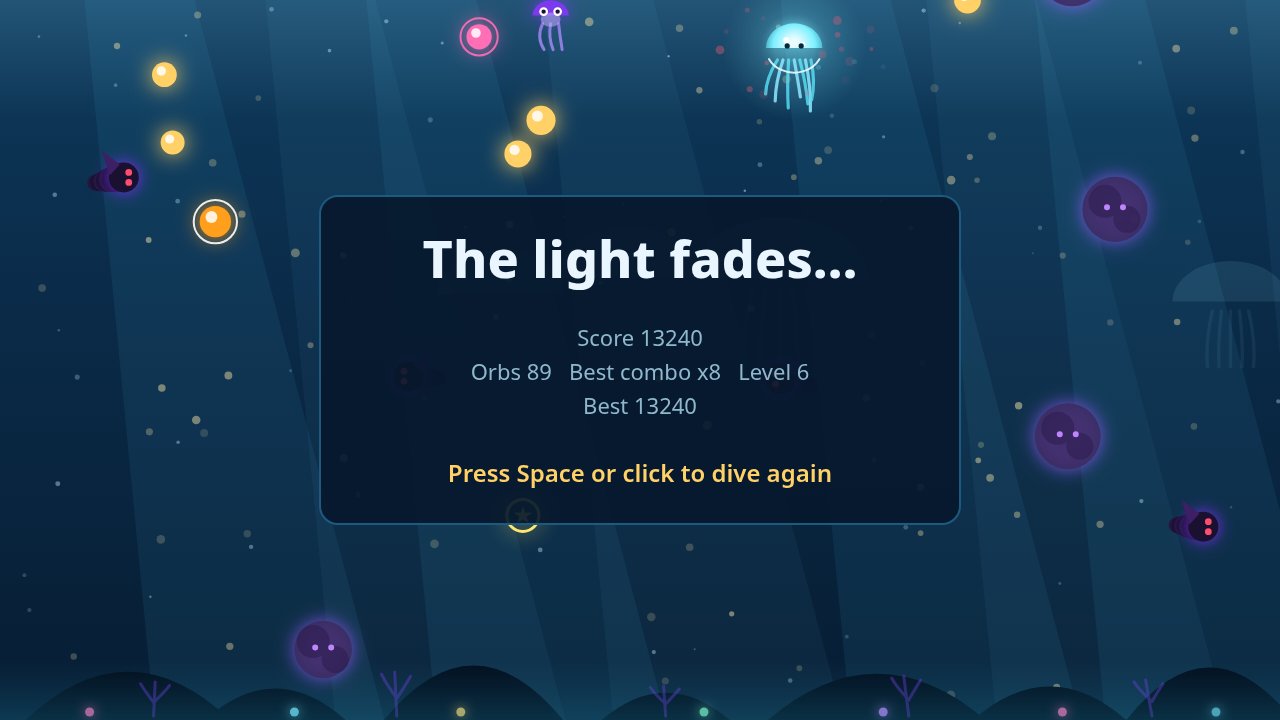 The light fades...
Score 13240
Orbs 89 Best combo x8 Level 6
Best 13240
Press Space or click to dive again